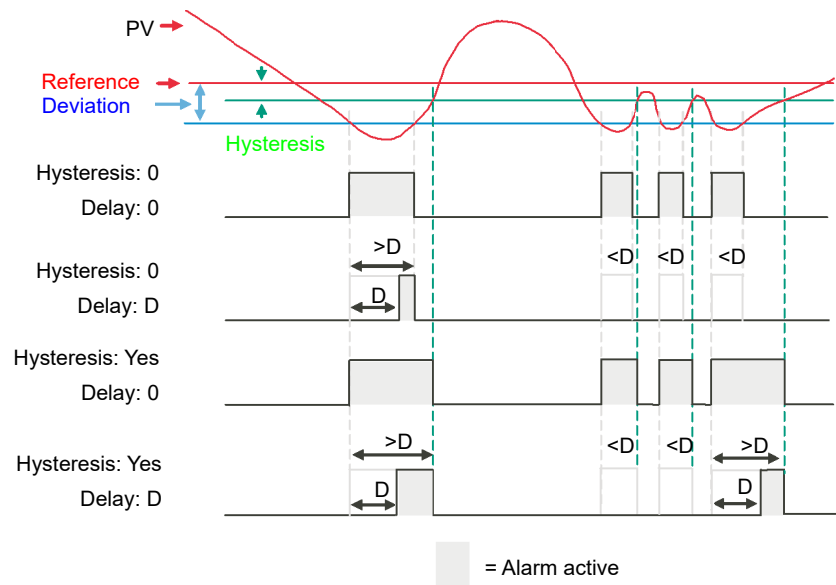 PV
Reference
Deviation
Hysteresis
Hysteresis: 0
Delay: 0
>D
<D <D <D
Hysteresis: 0
D
Delay: D
Hysteresis: Yes
Delay: 0
>D <D <D >D
Hysteresis: Yes
D D
Delay: D
= Alarm active